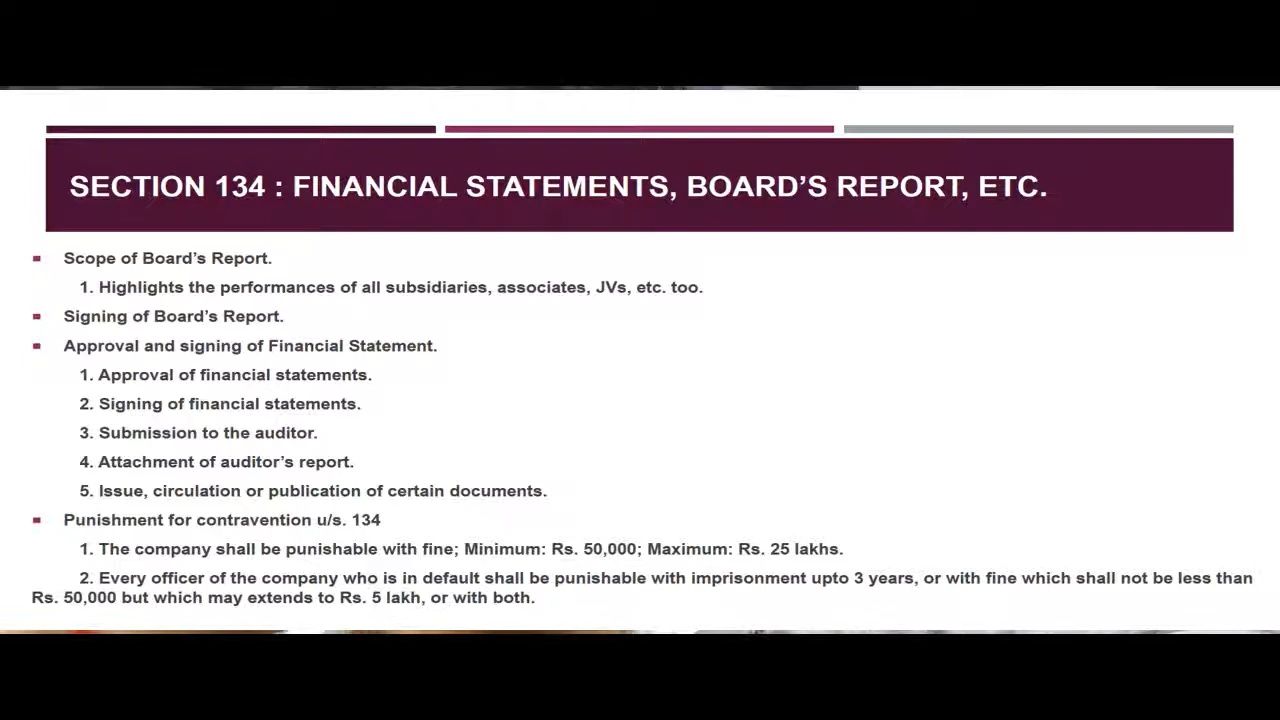 SECTION 134 : FINANCIAL STATEMENTS, BOARD'S REPORT, ETC.
Scope of Board's Report.
1. Highlights the performances of all subsidiaries, associates, JVs, etc. too.
Signing of Board's Report.
Approval and signing of Financial Statement.
1. Approval of financial statements.
2. Signing of financial statements.
3. Submission to the auditor.
4. Attachment of auditor's report.
5. Issue, circulation or publication of certain documents.
Punishment for contravention u/s. 134
1. The company shall be punishable with fine; Minimum: Rs. 50,000; Maximum: Rs. 25 lakhs.
2. Every officer of the company who is in default shall be punishable with imprisonment upto 3 years, or with fine which shall not be less than
Rs. 50,000 but which may extends to Rs. 5 lakh, or with both.